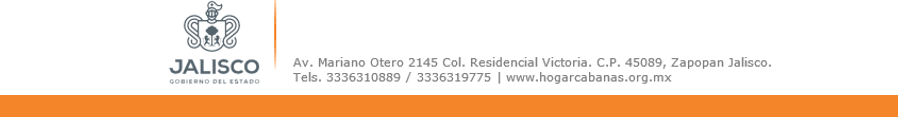 JALISCO
GOBIERNO DEL ESTADO
Av. Mariano Otero 2145 Col. Residencial Victoria. C.P. 45089, Zapopan Jalisco.
Tels. 3336310889 / 3336319775 | www.hogarcabanas.org.mx